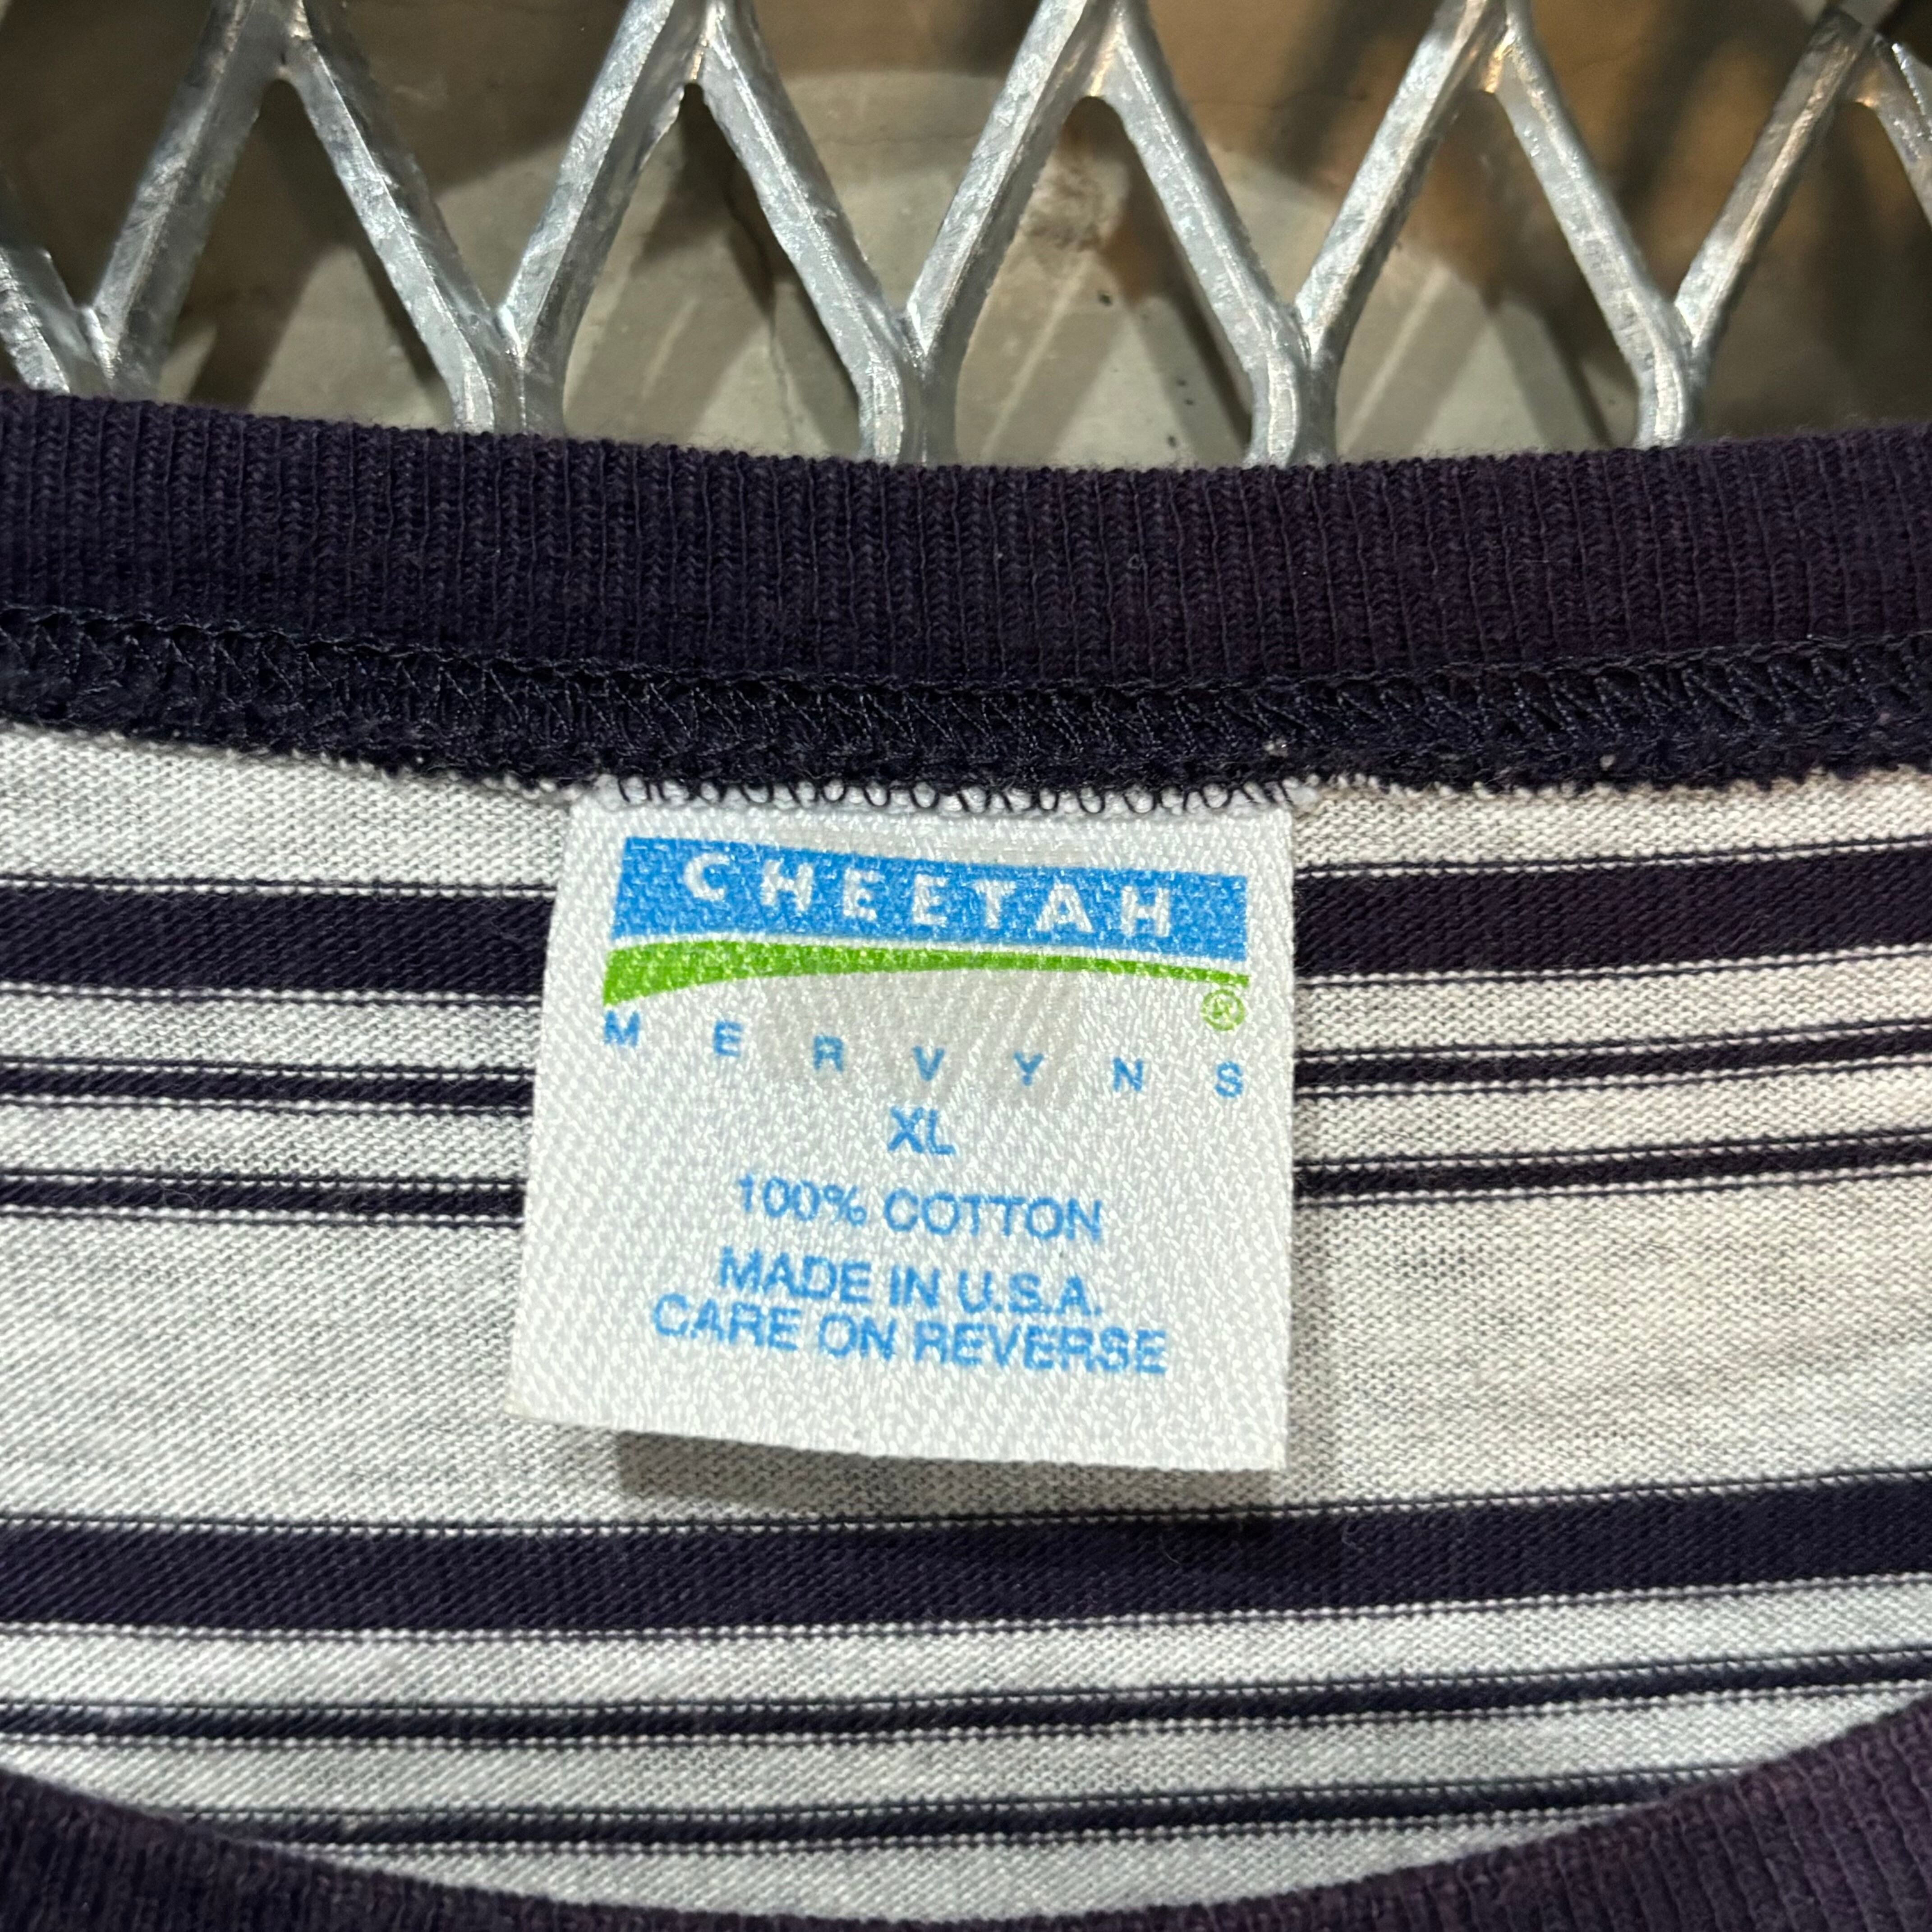 CHEETAH
®
MERVYNS
XL
100% COTTON
MADE IN U.S.A.
CARE ON REVERSE